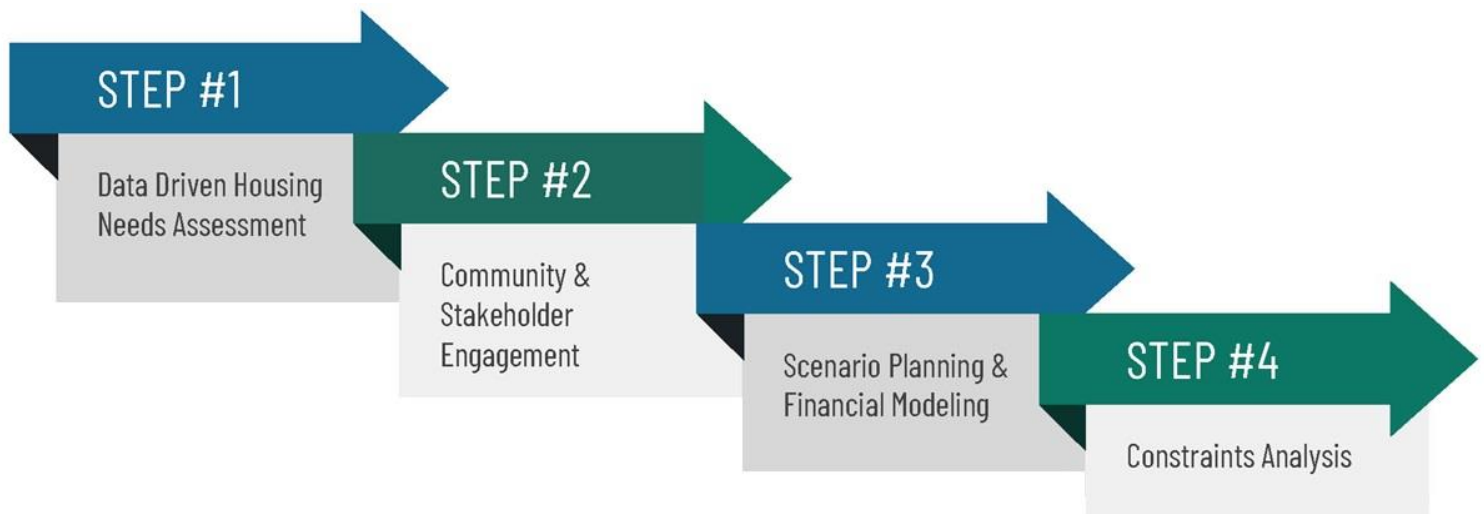 STEP #1
Data Driven Housing
Needs Assessment
STEP #2
Community &
Stakeholder
Engagement
STEP #3
Scenario Planning &
Financial Modeling
STEP #4
Constraints Analysis